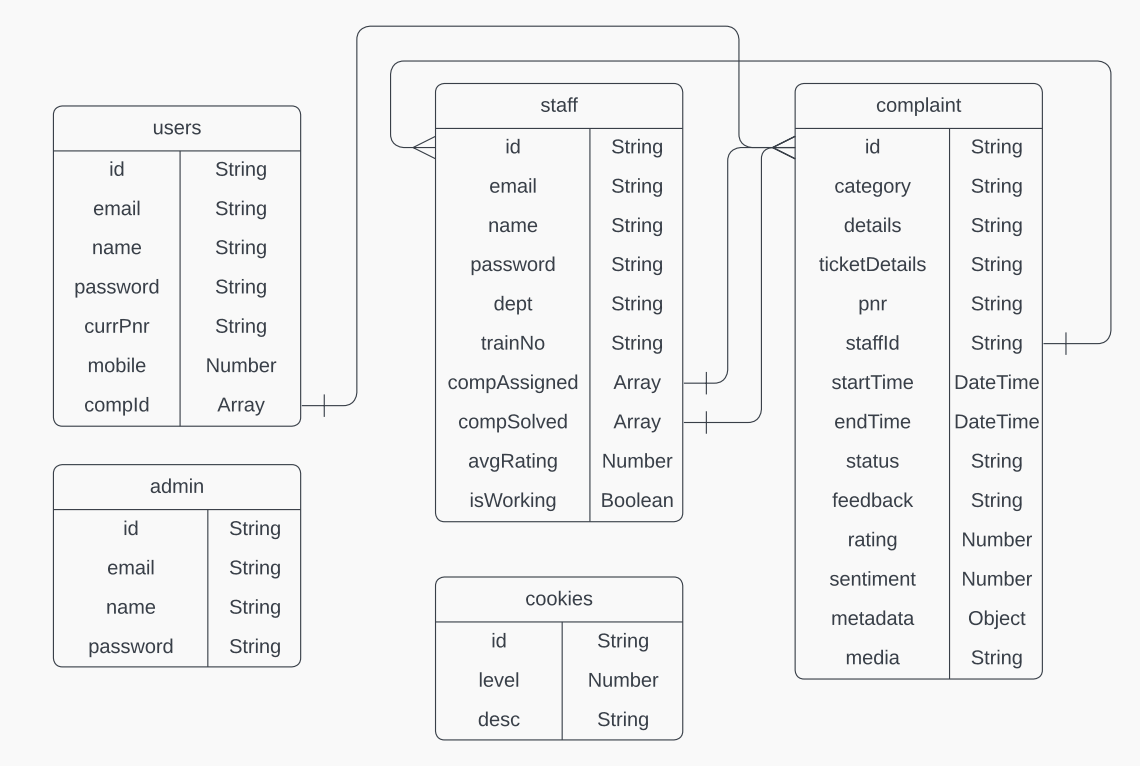 users
id String
email String
name String
password String
currPnr String
mobile Number
compId Array
admin
id String
email String
name String
password String
staff
id String
email String
name String
password String
dept String
trainNo String
compAssigned Array
compSolved Array
avgRating Number
isWorking Boolean
cookies
id String
level Number
desc String
complaint
id String
category String
details String
ticketDetails String
pnr String
staffId String
startTime DateTime
endTime DateTime
status String
feedback String
rating Number
sentiment Number
metadata Object
media String